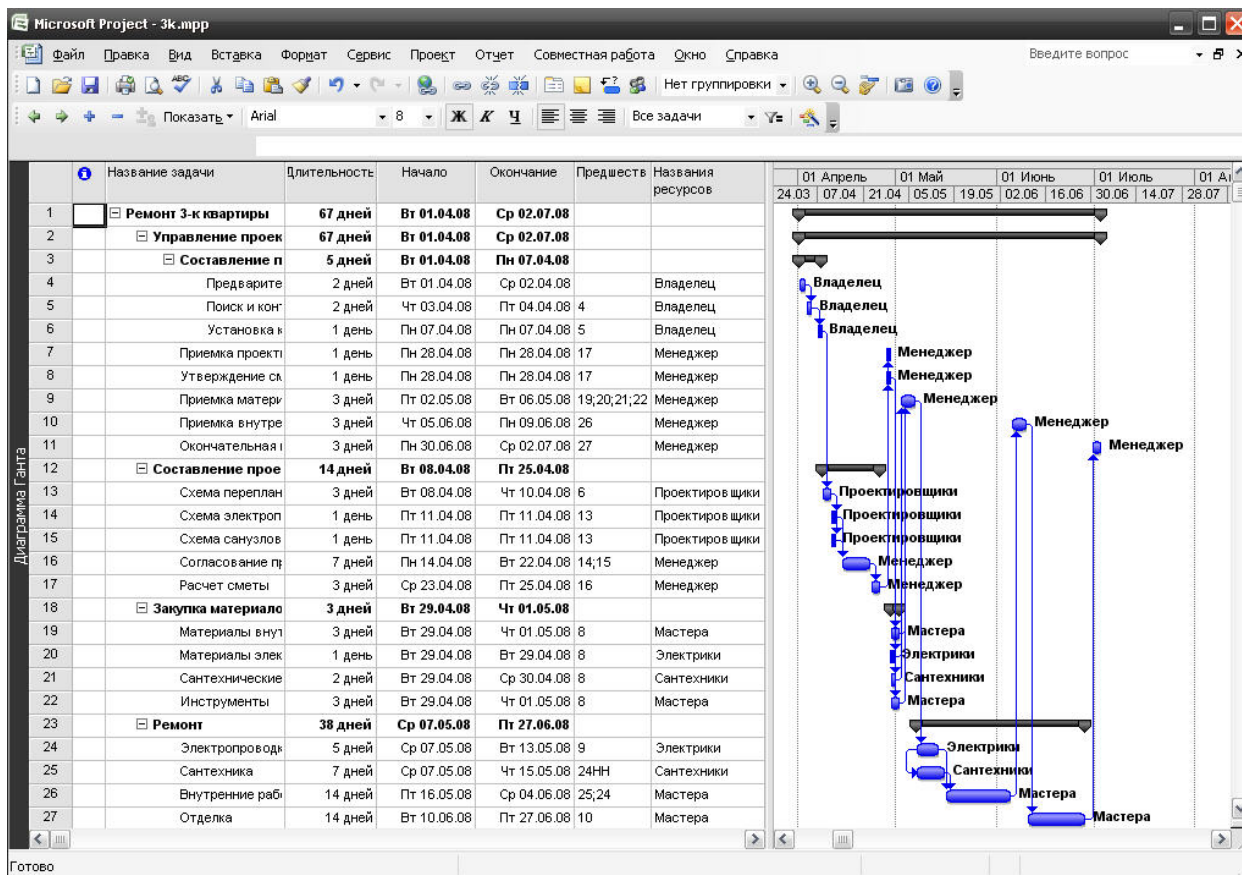 Microsoft Project - 3k.mpp
Файл Правка Вид Вставка Формат Сервис Проект Отчет Совместная работа Окно Справка Введите вопрос
Нет группировки
Показать Arial 8 Ж К Ч Все задачи
Название задачи Длительность Начало Окончание Предшеств Названия ресурсов
01 Апрель 01 Май 01 Июнь 01 Июль 01 Ав
24.03 07.04 21.04 05.05 19.05 02.06 16.06 30.06 14.07 28.07
1 Ремонт 3-к квартиры 67 дней Вт 01.04.08 Ср 02.07.08
2 Управление проек 67 дней Вт 01.04.08 Ср 02.07.08
3 Составление п 5 дней Вт 01.04.08 Пн 07.04.08
4 Предварите 2 дней Вт 01.04.08 Ср 02.04.08 Владелец Владелец
5 Поиск и конт 2 дней Чт 03.04.08 Пт 04.04.08 4 Владелец Владелец
6 Установка к 1 день Пн 07.04.08 Пн 07.04.08 5 Владелец Владелец
7 Приемка проект 1 день Пн 28.04.08 Пн 28.04.08 17 Менеджер Менеджер
8 Утверждение см 1 день Пн 28.04.08 Пн 28.04.08 17 Менеджер Менеджер
9 Приемка матери 3 дней Пт 02.05.08 Вт 06.05.08 19;20;21;22 Менеджер Менеджер
10 Приемка внутре 3 дней Чт 05.06.08 Пн 09.06.08 26 Менеджер Менеджер
11 Окончательная 3 дней Пн 30.06.08 Ср 02.07.08 27 Менеджер Менеджер
12 Составление прое 14 дней Вт 08.04.08 Пт 25.04.08
13 Схема переплан 3 дней Вт 08.04.08 Чт 10.04.08 6 Проектировщики Проектировщики
14 Схема электроп 1 день Пт 11.04.08 Пт 11.04.08 13 Проектировщики Проектировщики
15 Схема санузлов 1 день Пт 11.04.08 Пт 11.04.08 13 Проектировщики Проектировщики
16 Согласование пр 7 дней Пн 14.04.08 Вт 22.04.08 14;15 Менеджер Менеджер
17 Расчет сметы 3 дней Ср 23.04.08 Пт 25.04.08 16 Менеджер Менеджер
18 Закупка материало 3 дней Вт 29.04.08 Чт 01.05.08
19 Материалы внут 3 дней Вт 29.04.08 Чт 01.05.08 8 Мастера Мастера
20 Материалы элек 1 день Вт 29.04.08 Вт 29.04.08 8 Электрики Электрики
21 Сантехнические 2 дней Вт 29.04.08 Ср 30.04.08 8 Сантехники Сантехники
22 Инструменты 3 дней Вт 29.04.08 Чт 01.05.08 8 Мастера Мастера
23 Ремонт 38 дней Ср 07.05.08 Пт 27.06.08
24 Электропроводк 5 дней Ср 07.05.08 Вт 13.05.08 9 Электрики Электрики
25 Сантехника 7 дней Ср 07.05.08 Чт 15.05.08 24НН Сантехники Сантехники
26 Внутренние раб 14 дней Пт 16.05.08 Ср 04.06.08 25;24 Мастера Мастера
27 Отделка 14 дней Вт 10.06.08 Пт 27.06.08 10 Мастера Мастера
Диаграмма Ганта
Готово